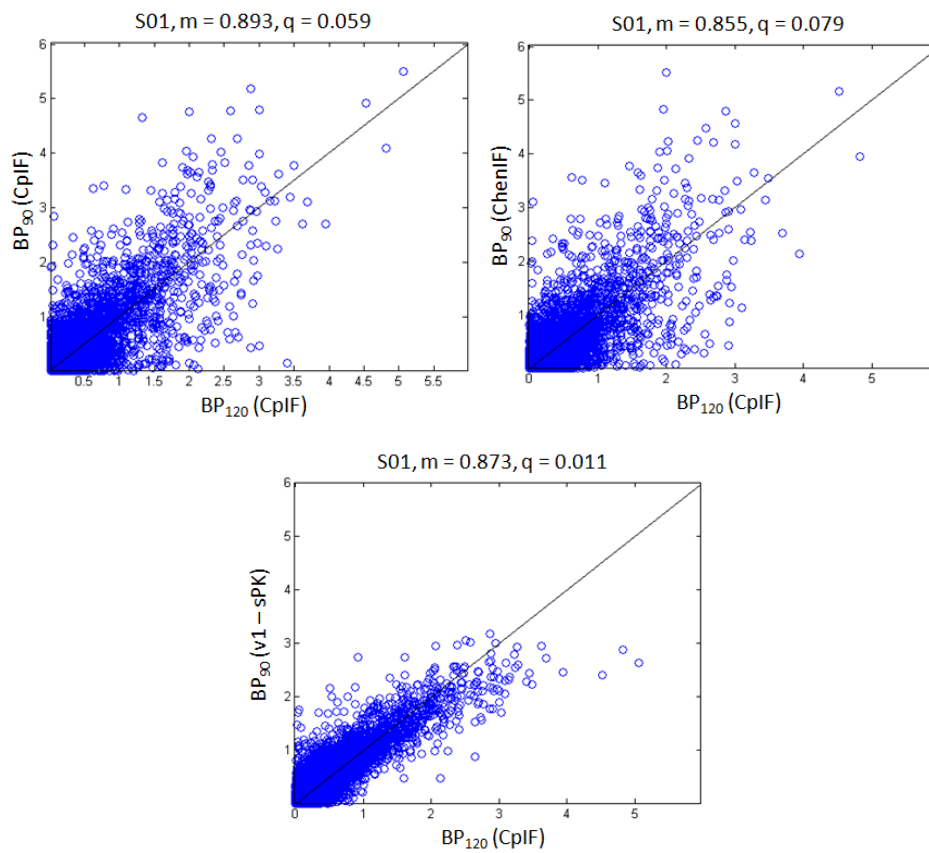 S01, m = 0.893, q = 0.059
6
5
4
3
2
1
BP90 (CpIF)
0.5 1 1.5 2 2.5 3 3.5 4 4.5 5 5.5
BP120 (CpIF)
S01, m = 0.855, q = 0.079
6
5
4
3
2
1
0
BP90 (ChenIF)
0 1 2 3 4 5
BP120 (CpIF)
S01, m = 0.873, q = 0.011
6
5
4
3
2
1
0
BP90 (v1 – sPK)
0 1 2 3 4 5
BP120 (CpIF)